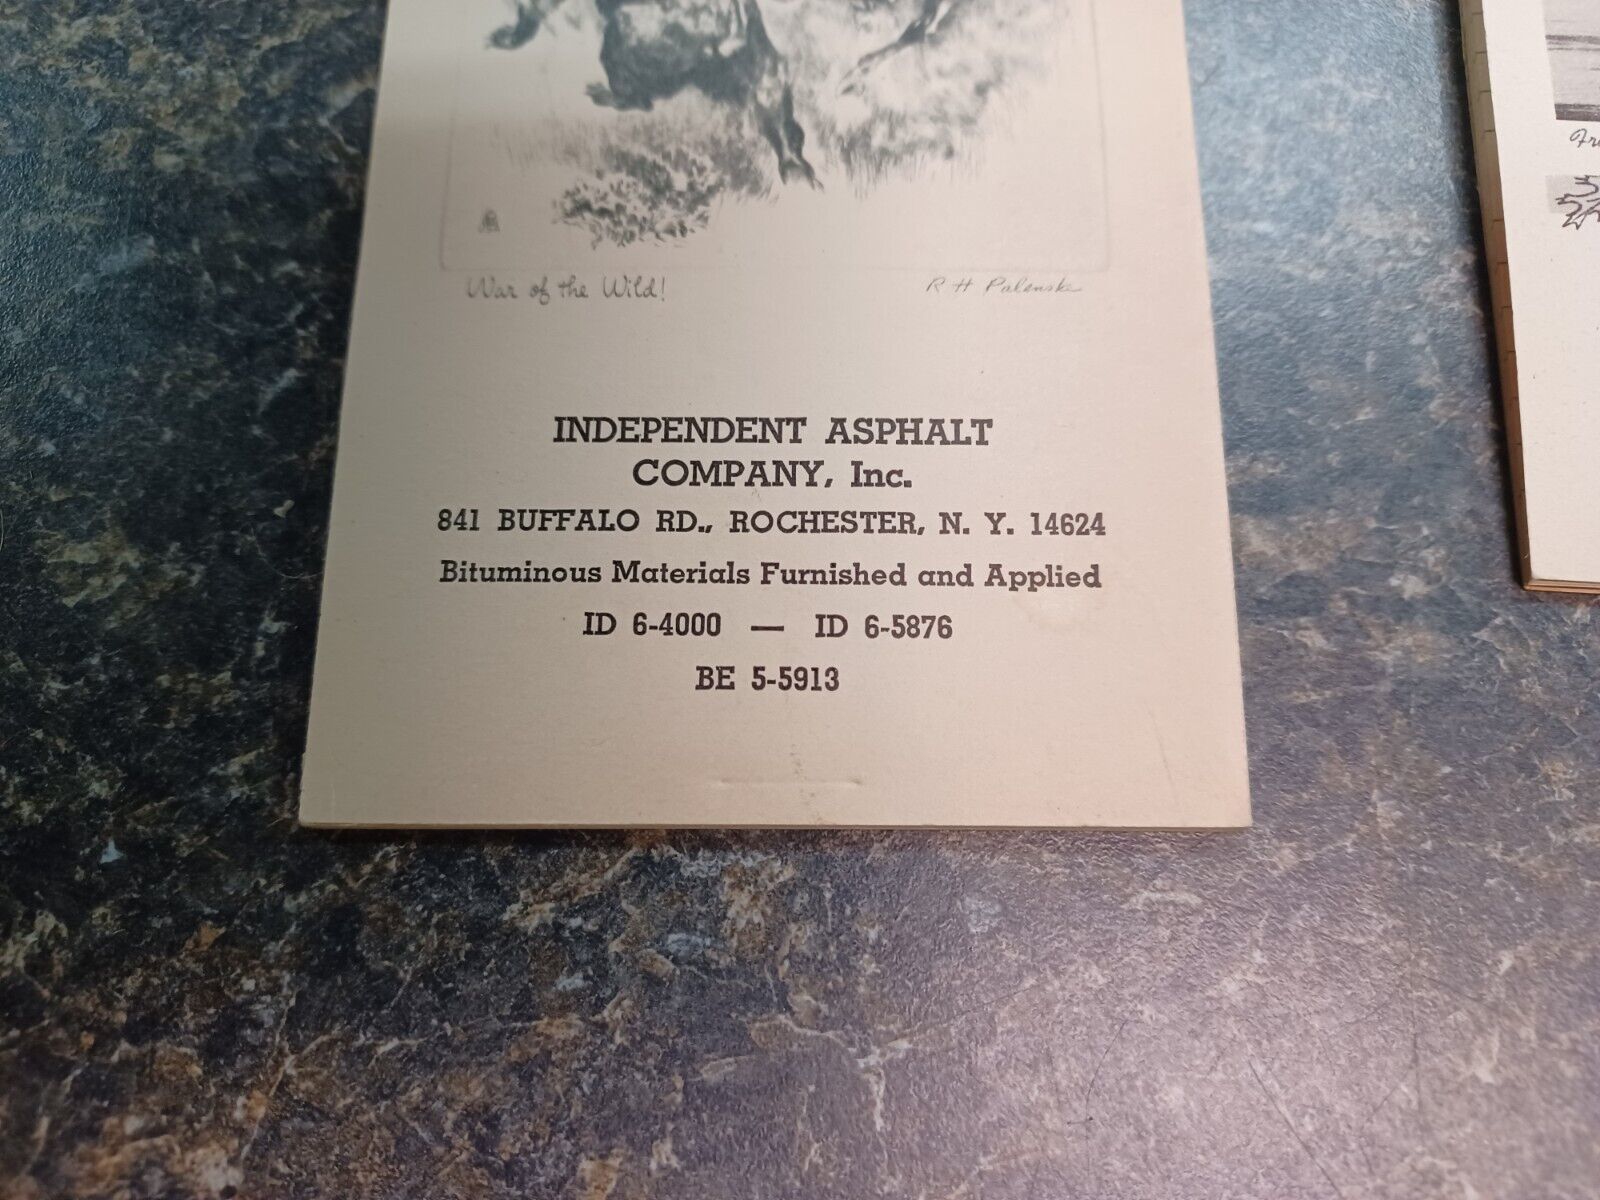 War of the Wild!
R H Palenske
INDEPENDENT ASPHALT
COMPANY, Inc.
841 BUFFALO RD., ROCHESTER, N. Y. 14624
Bituminous Materials Furnished and Applied
ID 6-4000 — ID 6-5876
BE 5-5913